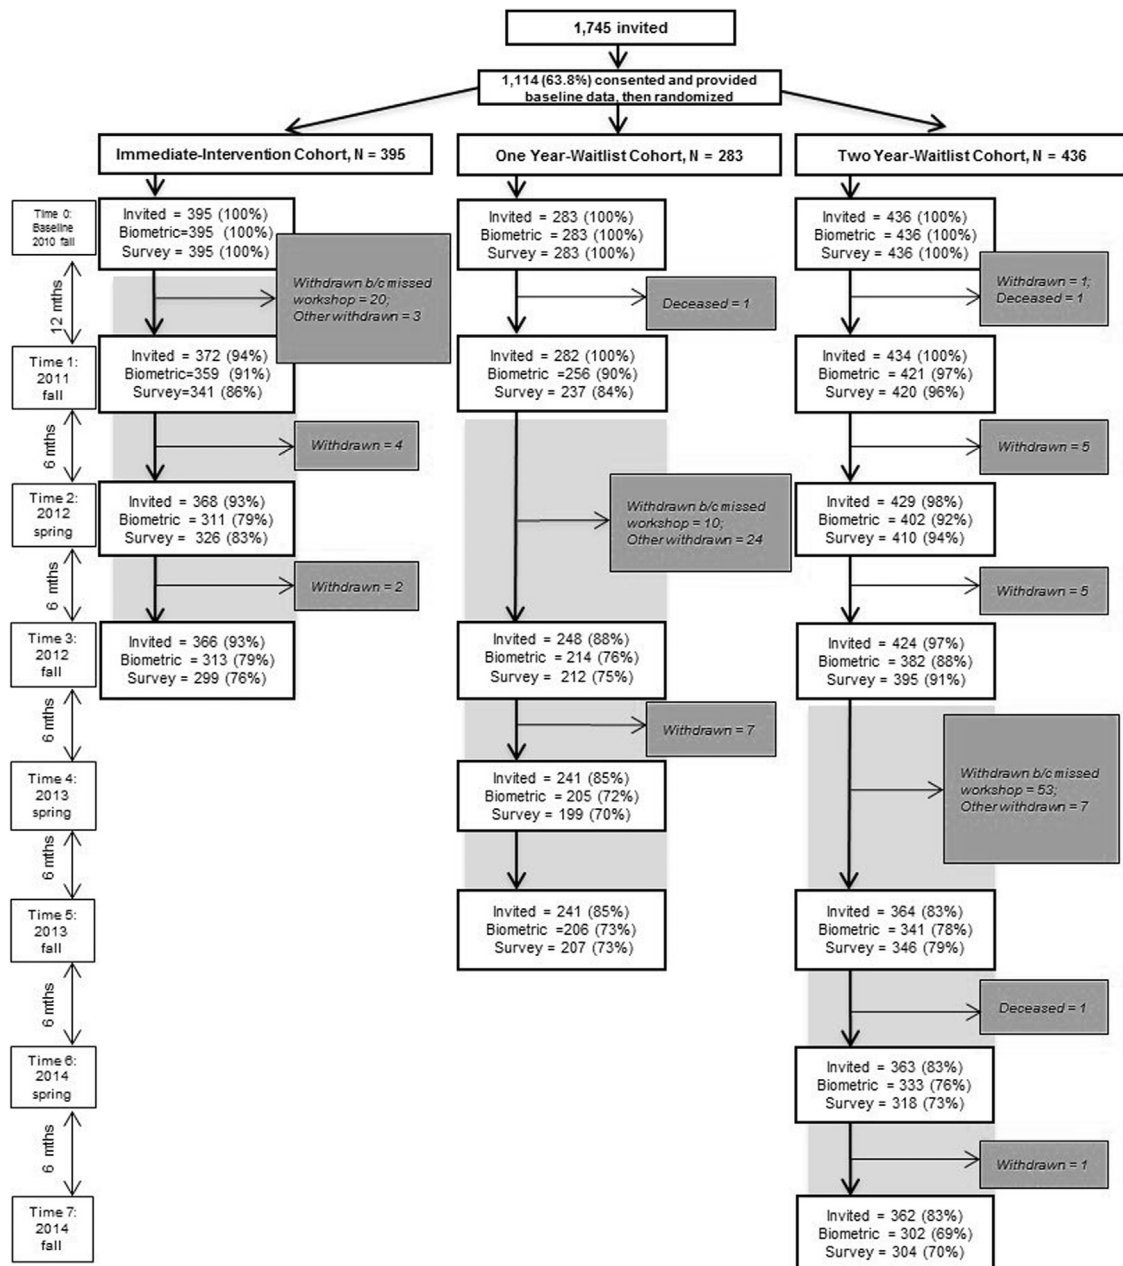 1,745 invited
1,114 (63.8%) consented and provided
baseline data, then randomized
Immediate-Intervention Cohort, N = 395
One Year-Waitlist Cohort, N = 283
Two Year-Waitlist Cohort, N = 436
Time 0:
Baseline
2010 fall
Invited = 395 (100%)
Biometric=395 (100%)
Survey = 395 (100%)
Invited = 283 (100%)
Biometric = 283 (100%)
Survey = 283 (100%)
Invited = 436 (100%)
Biometric = 436 (100%)
Survey = 436 (100%)
12 mths
Withdrawn b/c missed
workshop = 20;
Other withdrawn = 3
Deceased = 1
Withdrawn = 1;
Deceased = 1
Time 1:
2011
fall
Invited = 372 (94%)
Biometric=359 (91%)
Survey=341 (86%)
Invited = 282 (100%)
Biometric =256 (90%)
Survey = 237 (84%)
Invited = 434 (100%)
Biometric = 421 (97%)
Survey = 420 (96%)
6 mths
Withdrawn = 4
Withdrawn = 5
Time 2:
2012
spring
Invited = 368 (93%)
Biometric = 311 (79%)
Survey = 326 (83%)
Withdrawn b/c missed
workshop = 10;
Other withdrawn = 24
Invited = 429 (98%)
Biometric = 402 (92%)
Survey = 410 (94%)
6 mths
Withdrawn = 2
Withdrawn = 5
Time 3:
2012
fall
Invited = 366 (93%)
Biometric = 313 (79%)
Survey = 299 (76%)
Invited = 248 (88%)
Biometric = 214 (76%)
Survey = 212 (75%)
Invited = 424 (97%)
Biometric = 382 (88%)
Survey = 395 (91%)
6 mths
Withdrawn = 7
Time 4:
2013
spring
Invited = 241 (85%)
Biometric = 205 (72%)
Survey = 199 (70%)
Withdrawn b/c missed
workshop = 53;
Other withdrawn = 7
6 mths
Time 5:
2013
fall
Invited = 241 (85%)
Biometric =206 (73%)
Survey = 207 (73%)
Invited = 364 (83%)
Biometric = 341 (78%)
Survey = 346 (79%)
6 mths
Deceased = 1
Time 6:
2014
spring
Invited = 363 (83%)
Biometric = 333 (76%)
Survey = 318 (73%)
6 mths
Withdrawn = 1
Time 7:
2014
fall
Invited = 362 (83%)
Biometric = 302 (69%)
Survey = 304 (70%)